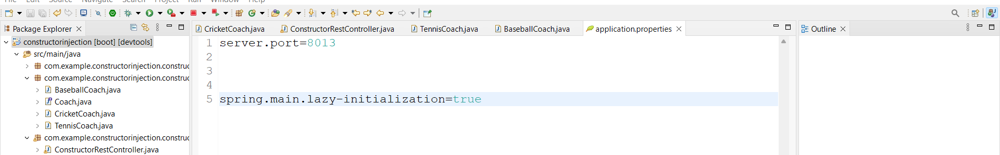 File Edit Source Navigate Search Project Run Window Help
Package Explorer
constructorinjection [boot] [devtools]
src/main/java
com.example.constructorinjection.construc
com.example.constructorinjection.construc
BaseballCoach.java
Coach.java
CricketCoach.java
TennisCoach.java
com.example.constructorinjection.construc
ConstructorRestController.java
CricketCoach.java
ConstructorRestController.java
TennisCoach.java
BaseballCoach.java
application.properties
1 server.port=8013
2
3
4
5 spring.main.lazy-initialization=true
Outline